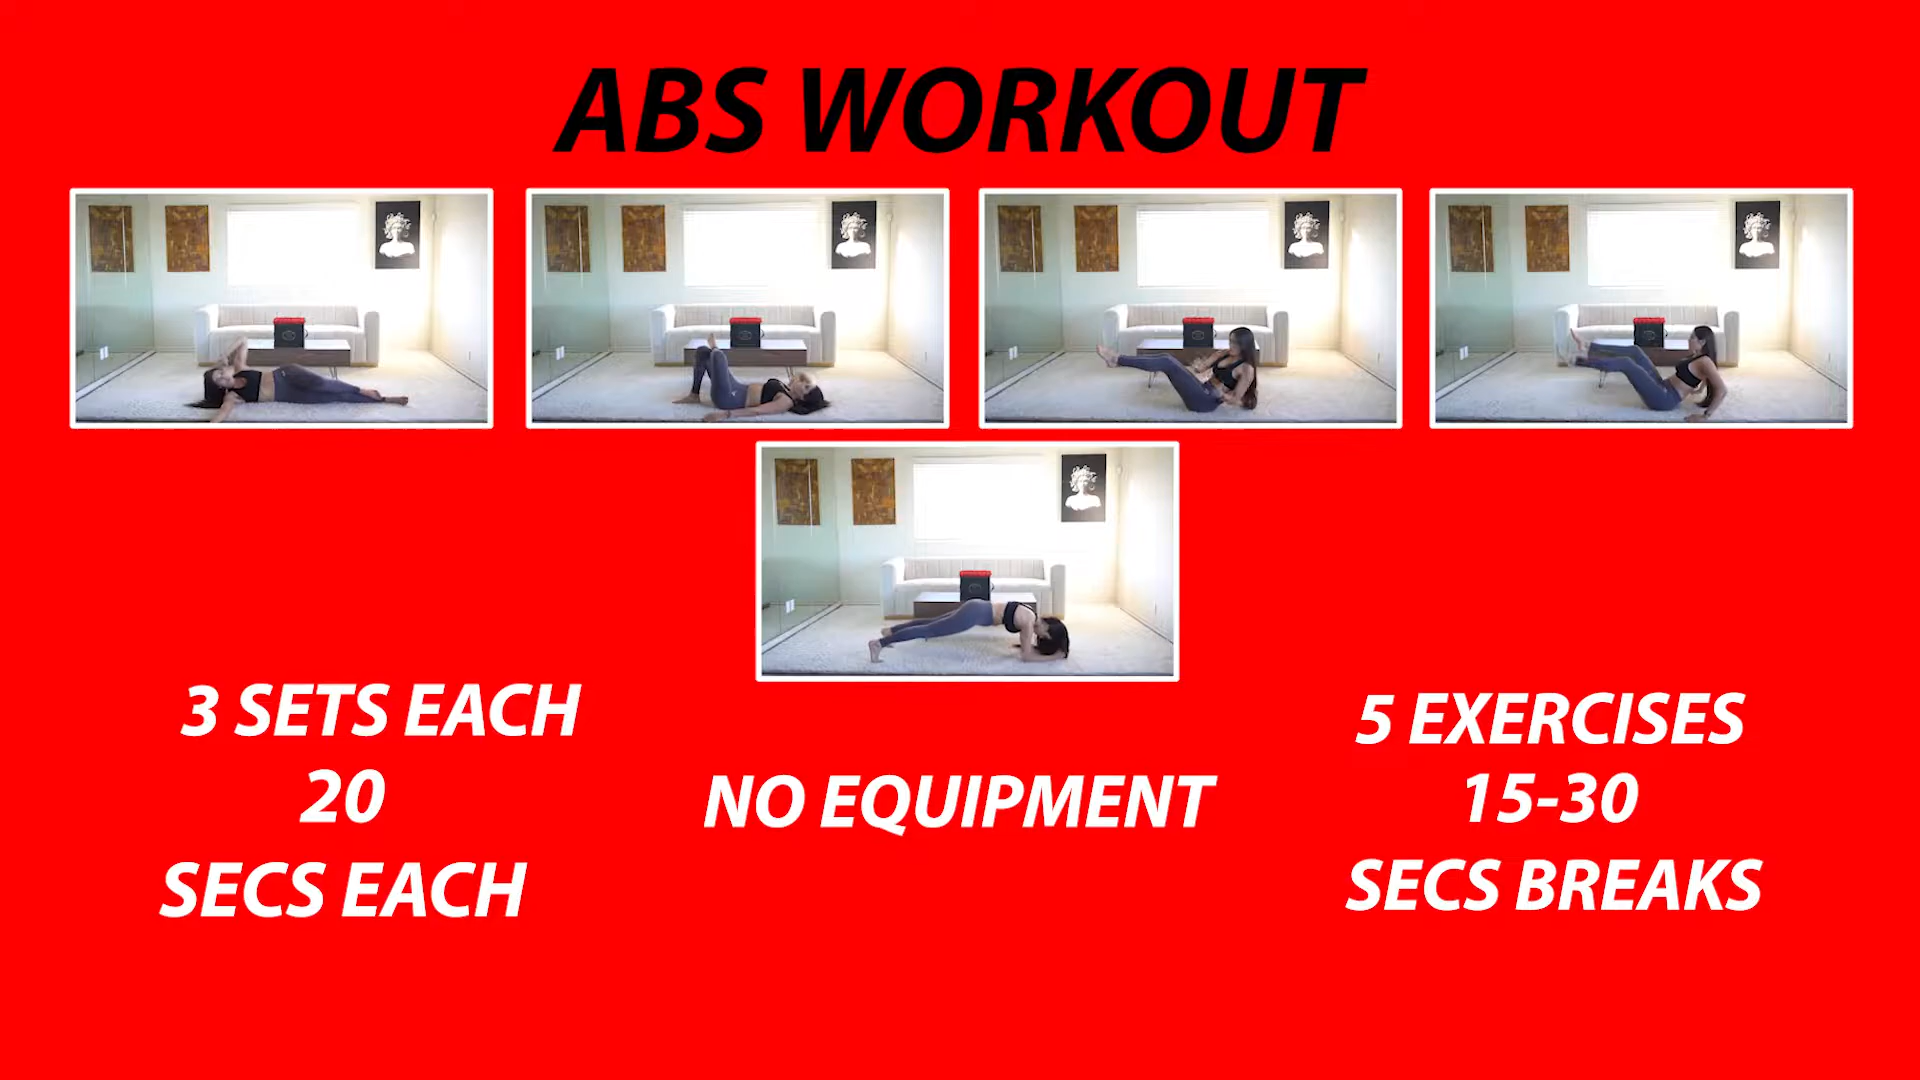 ABS WORKOUT
3 SETS EACH
20
SECS EACH
NO EQUIPMENT
5 EXERCISES
15-30
SECS BREAKS